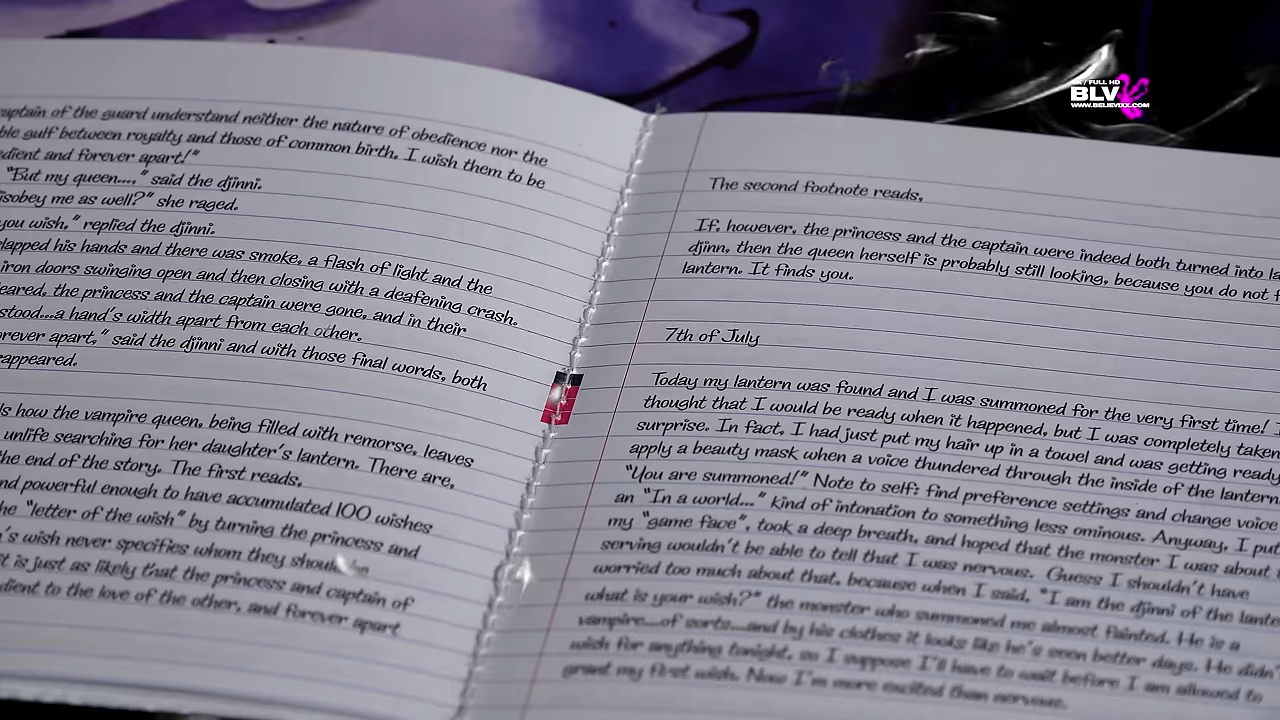 captain of the guard understand neither the nature of obedience nor the
gulf between royalty and those of common birth. I wish them to be
and forever apart!"
"But my queen...," said the djinni.
me as well?" she raged.
you wish," replied the djinni.
his hands and there was smoke, a flash of light and the
iron doors swinging open and then closing with a deafening crash.
the princess and the captain were gone, and in their
stood...a hand's width apart from each other.
apart," said the djinni and with those final words, both
how the vampire queen, being filled with remorse, leaves
unlife searching for her daughter's lantern. There are,
the end of the story. The first reads,
powerful enough to have accumulated 100 wishes
"letter of the wish" by turning the princess and
wish never specifies whom they should
is just as likely that the princess and captain of
to the love of the other, and forever apart
The second footnote reads,
If, however, the princess and the captain were indeed both turned into
djinn, then the queen herself is probably still looking, because you do not
lantern. It finds you.
7th of July
Today my lantern was found and I was summoned for the very first time! I
thought that I would be ready when it happened, but I was completely taken
surprise. In fact, I had just put my hair up in a towel and was getting ready
apply a beauty mask when a voice thundered through the inside of the lantern
"You are summoned!" Note to self: find preference settings and change voice
an "In a world..." kind of intonation to something less ominous. Anyway, I put
my "game face", took a deep breath, and hoped that the monster I was about
serving wouldn't be able to tell that I was nervous. Guess I shouldn't have
worried too much about that, because when I said, "I am the djinni of the
what is your wish?" the monster who summoned me almost fainted. He is a
vampire...of sorts...and by his clothes it looks like he's seen better days. He
wish for anything tonight, so I suppose I'll have to wait before I am allowed to
grant my first wish. Now I'm more excited than nervous.
4K / FULL HD
BLV
WWW.BELIEVIXX.COM